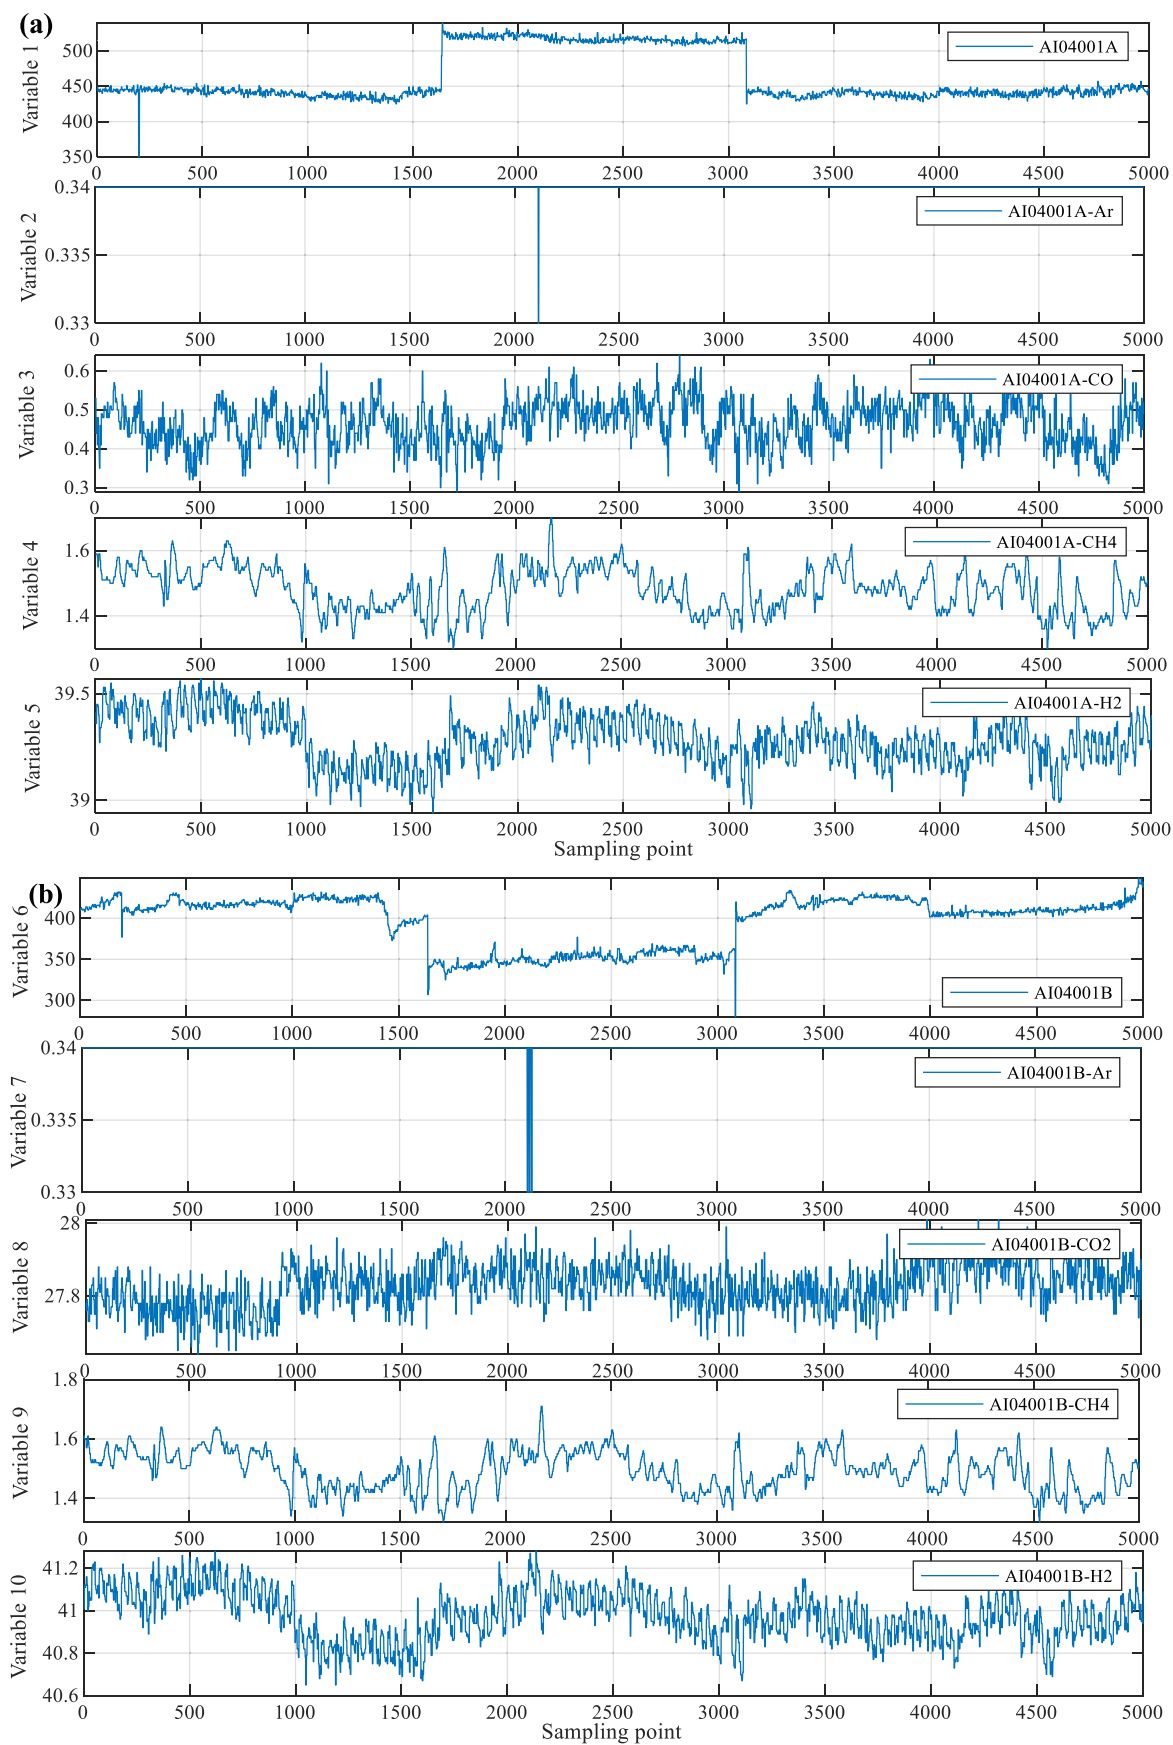 (a)
Variable 1
500
450
400
350
AI04001A
0 500 1000 1500 2000 2500 3000 3500 4000 4500 5000
Variable 2
0.34
0.335
0.33
AI04001A-Ar
0 500 1000 1500 2000 2500 3000 3500 4000 4500 5000
Variable 3
0.6
0.5
0.4
0.3
AI04001A-CO
0 500 1000 1500 2000 2500 3000 3500 4000 4500 5000
Variable 4
1.6
1.4
AI04001A-CH4
0 500 1000 1500 2000 2500 3000 3500 4000 4500 5000
Variable 5
39.5
39
AI04001A-H2
0 500 1000 1500 2000 2500 3000 3500 4000 4500 5000
Sampling point
(b)
Variable 6
400
350
300
AI04001B
0 500 1000 1500 2000 2500 3000 3500 4000 4500 5000
Variable 7
0.34
0.335
0.33
AI04001B-Ar
0 500 1000 1500 2000 2500 3000 3500 4000 4500 5000
Variable 8
28
27.8
AI04001B-CO2
0 500 1000 1500 2000 2500 3000 3500 4000 4500 5000
Variable 9
1.8
1.6
1.4
AI04001B-CH4
0 500 1000 1500 2000 2500 3000 3500 4000 4500 5000
Variable 10
41.2
41
40.8
40.6
AI04001B-H2
0 500 1000 1500 2000 2500 3000 3500 4000 4500 5000
Sampling point